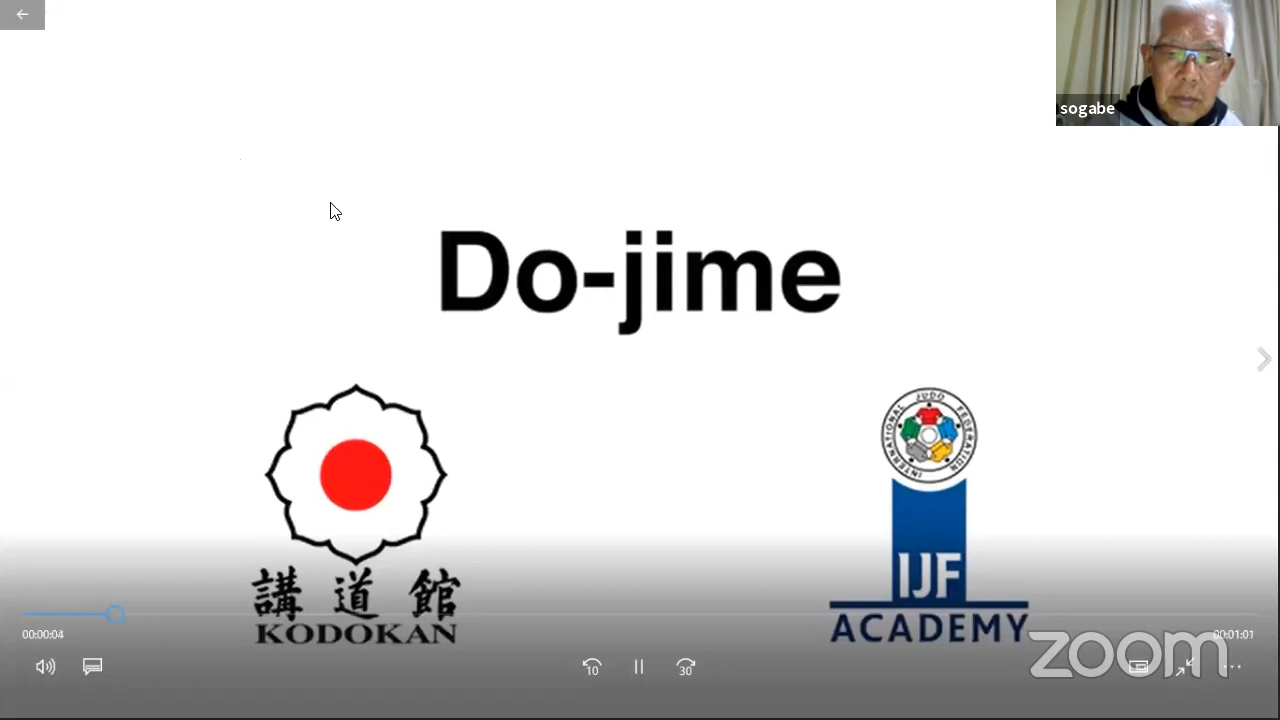 sogabe
Do-jime
INTERNATIONAL JUDO FEDERATION
講道館
KODOKAN
IJF
ACADEMY
00:00:04
00:01:01
10
30
zoom